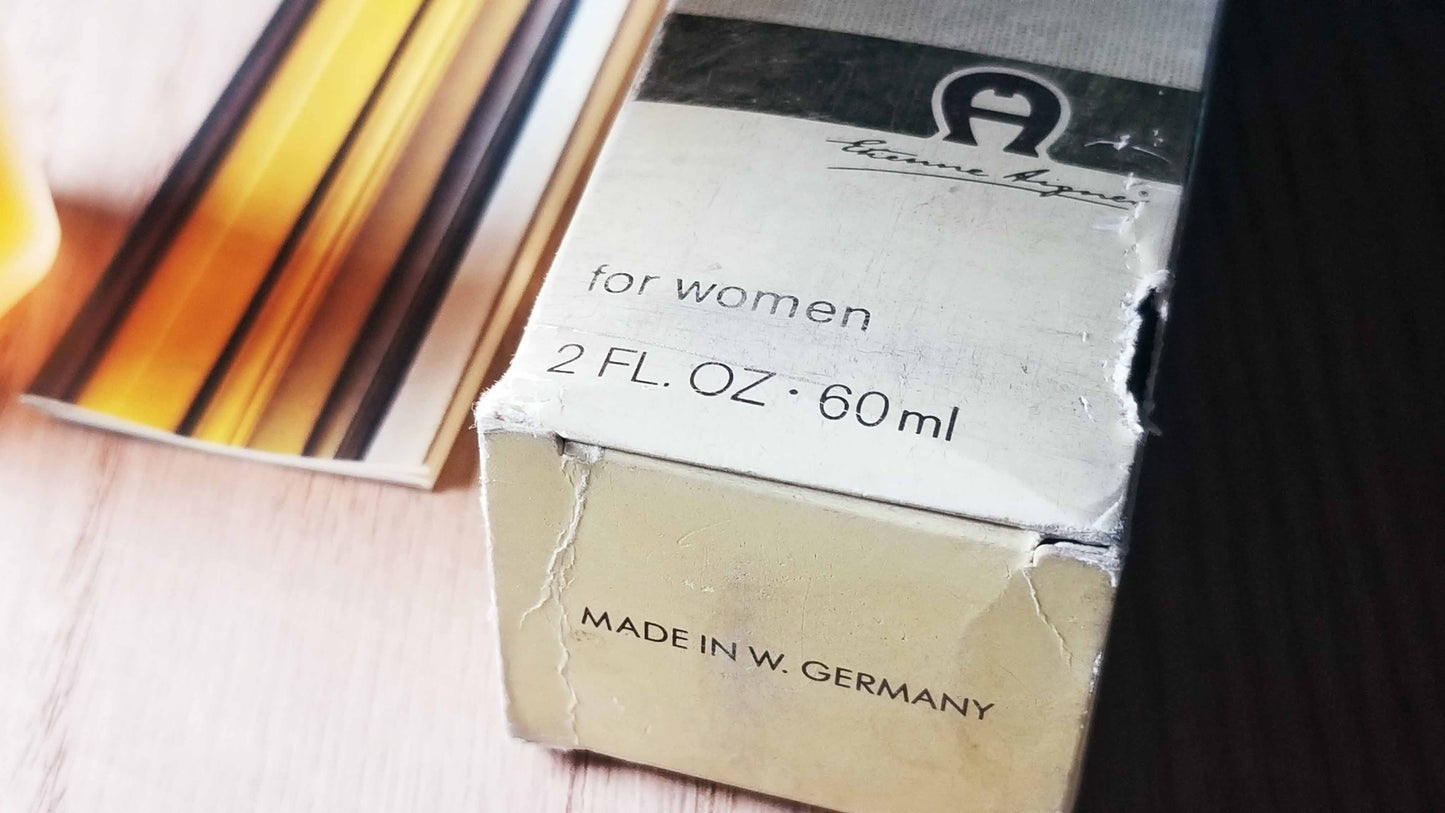 A
Etienne Aigner®
for women
2 FL. OZ · 60 ml
MADE IN W. GERMANY